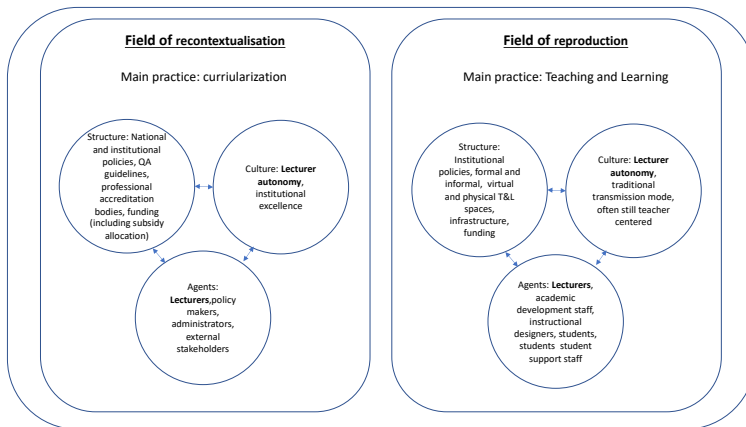 Field of recontextualisation
Main practice: curriularization
Structure: National
and institutional
policies, QA
guidelines,
professional
accreditation
bodies, funding
(including subsidy
allocation)
Culture: Lecturer
autonomy,
institutional
excellence
Agents:
Lecturers,policy
makers,
administrators,
external
stakeholders
Field of reproduction
Main practice: Teaching and Learning
Structure:
Institutional
policies, formal and
informal, virtual
and physical T&L
spaces,
infrastructure,
funding
Culture: Lecturer
autonomy,
traditional
transmission mode,
often still teacher
centered
Agents: Lecturers,
academic
development staff,
instructional
designers, students,
students student
support staff